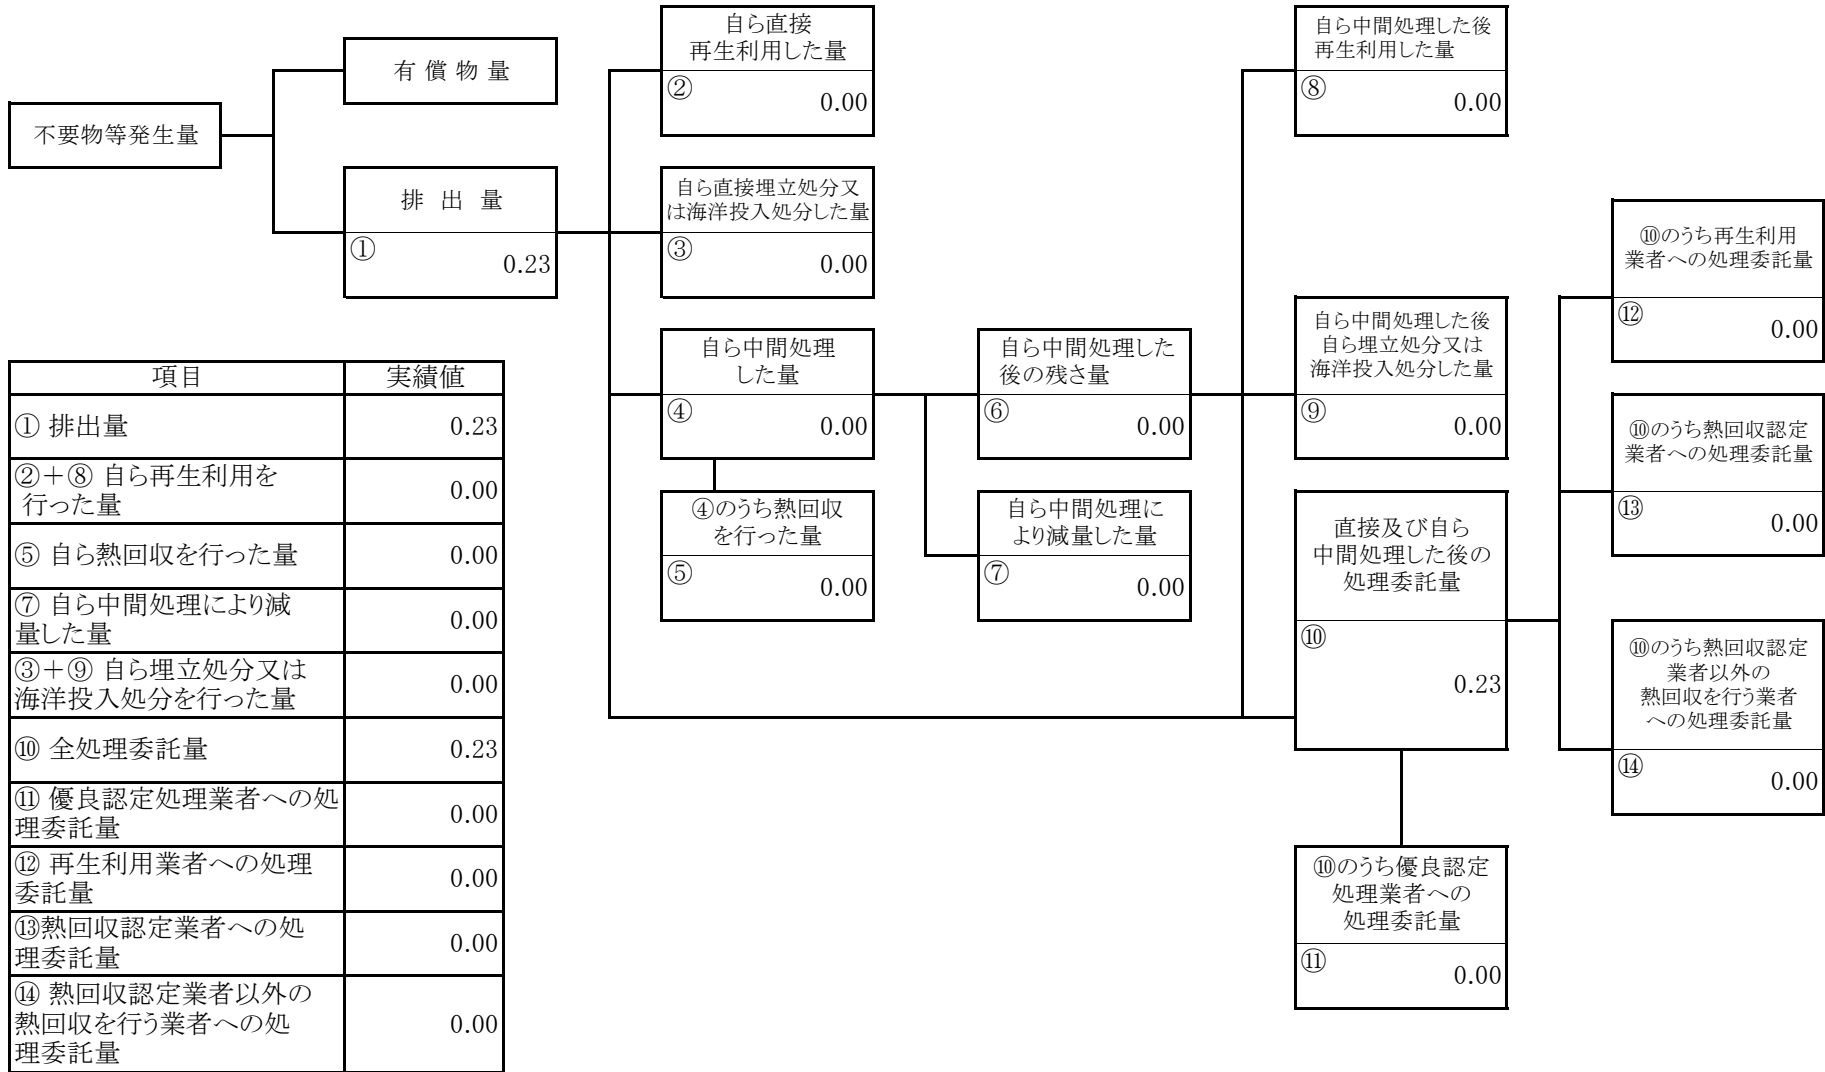 不要物等発生量
有 償 物 量
排 出 量
①
0.23
自ら直接
再生利用した量
②
0.00
自ら直接埋立処分又
は海洋投入処分した量
③
0.00
自ら中間処理
した量
④
0.00
④のうち熱回収
を行った量
⑤
0.00
自ら中間処理した
後の残さ量
⑥
0.00
自ら中間処理に
より減量した量
⑦
0.00
自ら中間処理した後
再生利用した量
⑧
0.00
自ら中間処理した後
自ら埋立処分又は
海洋投入処分した量
⑨
0.00
直接及び自ら
中間処理した後の
処理委託量
⑩
0.23
⑩のうち優良認定
処理業者への
処理委託量
⑪
0.00
⑩のうち再生利用
業者への処理委託量
⑫
0.00
⑩のうち熱回収認定
業者への処理委託量
⑬
0.00
⑩のうち熱回収認定
業者以外の
熱回収を行う業者
への処理委託量
⑭
0.00
項目 実績値
① 排出量 0.23
②+⑧ 自ら再生利用を
行った量 0.00
⑤ 自ら熱回収を行った量 0.00
⑦ 自ら中間処理により減
量した量 0.00
③+⑨ 自ら埋立処分又は
海洋投入処分を行った量 0.00
⑩ 全処理委託量 0.23
⑪ 優良認定処理業者への処
理委託量 0.00
⑫ 再生利用業者への処理
委託量 0.00
⑬熱回収認定業者への処
理委託量 0.00
⑭ 熱回収認定業者以外の
熱回収を行う業者への処
理委託量 0.00